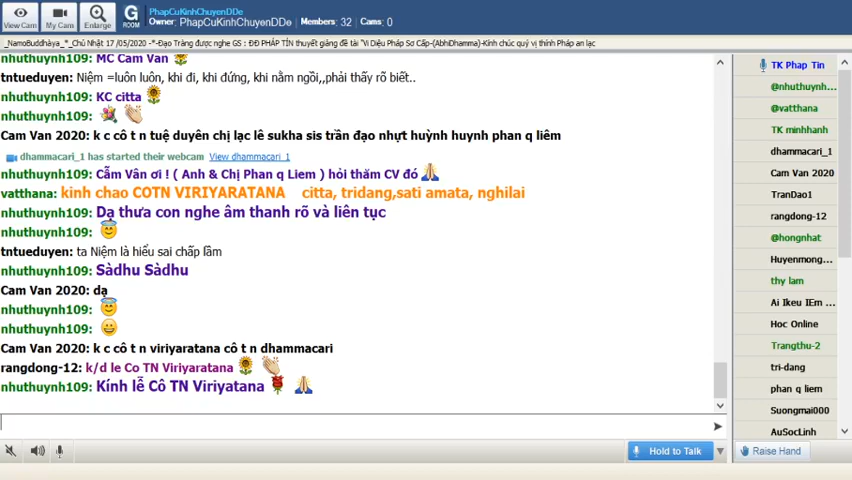 View Cam
My Cam
Enlarge
G
ROOM
PhapCuKinhChuyenDDe
Owner: PhapCuKinhChuyenDDe Members: 32 Cams: 0
_NamoBuddhàya_*_Chủ Nhật 17 /05/2020 -*-Đạo Tràng được nghe GS : ĐĐ PHÁP TÍN thuyết giảng đề tài "Vi Diệu Pháp Sơ Cấp-(AbhiDhamma)-Kính chúc quý vị thính Pháp an lạc
nhuthuynh109: MC Cam Van
tntueduyen: Niệm =luôn luôn, khi đi, khi đứng, khi nằm ngồi,,phải thấy rõ biết..
nhuthuynh109: KC citta
nhuthuynh109:
Cam Van 2020: k c cô t n tuệ duyên chị lạc lê sukha sis trần đạo nhựt huỳnh huynh phan q liêm
dhammacari_1 has started their webcam View dhammacari_1
nhuthuynh109: Cẫm Vân ơi ! ( Anh & Chị Phan q Liem ) hỏi thăm CV đó
vatthana: kinh chao COTN VIRIYARATANA citta, tridang,sati amata, nghilai
nhuthuynh109: Dạ thưa con nghe âm thanh rõ và liên tục
nhuthuynh109:
tntueduyen: ta Niệm là hiểu sai chấp lầm
nhuthuynh109: Sàdhu Sàdhu
Cam Van 2020: dạ
nhuthuynh109:
nhuthuynh109:
Cam Van 2020: k c cô t n viriyaratana cô t n dhammacari
rangdong-12: k/d le Co TN Viriyaratana
nhuthuynh109: Kính lễ Cô TN Viriyatana
Hold to Talk
TK Phap Tin
@nhuthuynh...
@vatthana
TK minhhanh
dhammacari_1
Cam Van 2020
TranDao1
rangdong-12
@hongnhat
Huyenmong...
thy lam
Ai Ikeu IEm ...
Hoc Online
Trangthu-2
tri-dang
phan q liem
Suongmai000
AuSocLinh
Raise Hand